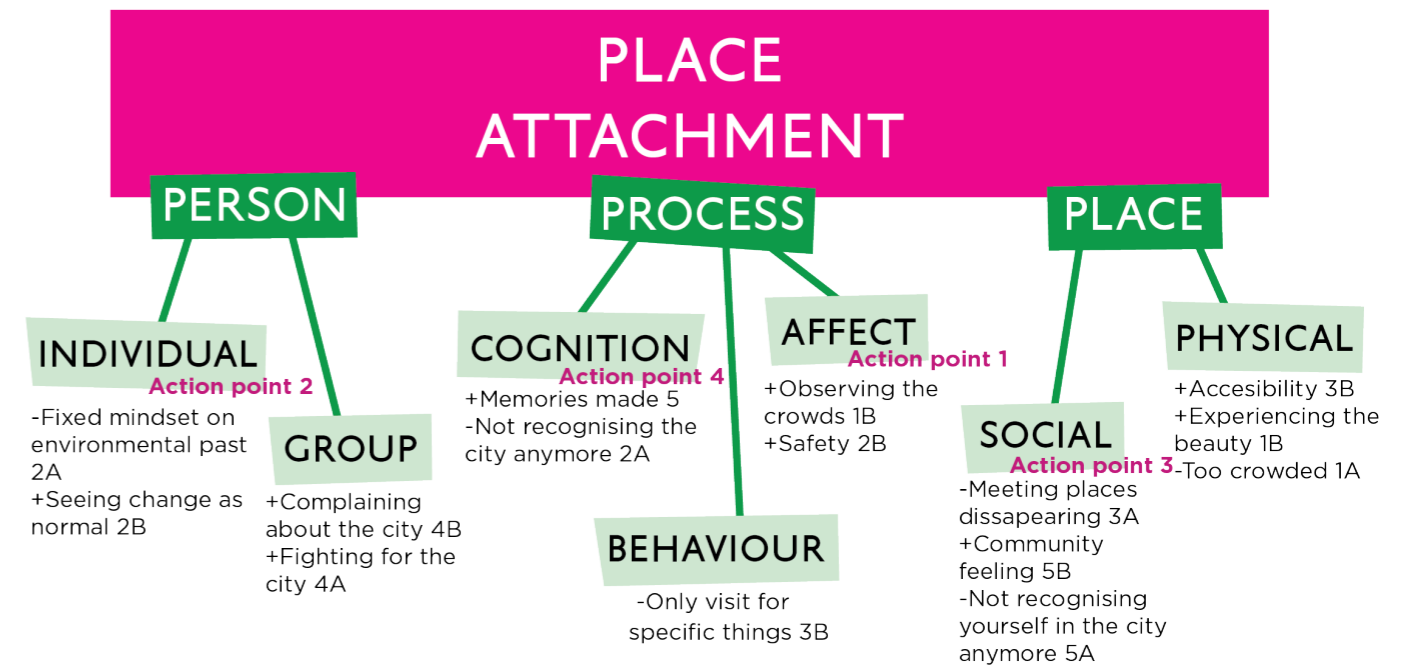 PLACE
ATTACHMENT
PERSON
INDIVIDUAL
Action point 2
-Fixed mindset on
environmental past
2A
+Seeing change as
normal 2B
GROUP
+Complaining
about the city 4B
+Fighting for the
city 4A
PROCESS
COGNITION
Action point 4
+Memories made 5
-Not recognising the
city anymore 2A
BEHAVIOUR
-Only visit for
specific things 3B
AFFECT
Action point 1
+Observing the
crowds 1B
+Safety 2B
PLACE
SOCIAL
Action point 3
-Meeting places
dissapearing 3A
+Community
feeling 5B
-Not recognising
yourself in the city
anymore 5A
PHYSICAL
+Accesibility 3B
+Experiencing the
beauty 1B
-Too crowded 1A